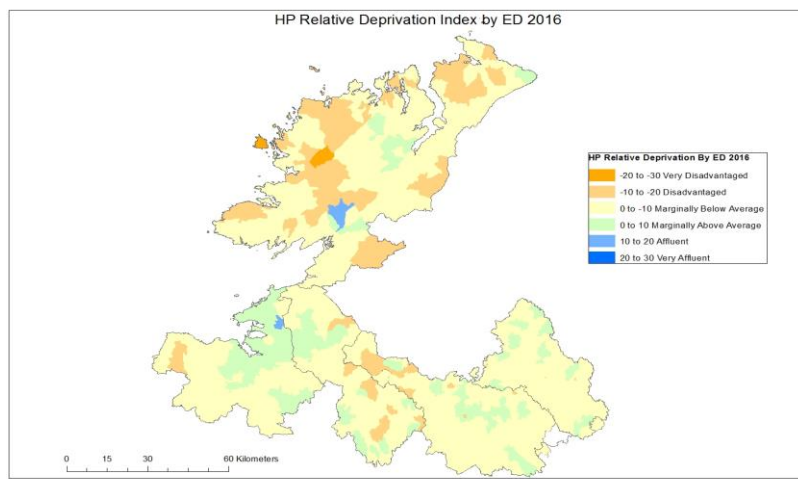 HP Relative Deprivation Index by ED 2016
HP Relative Deprivation By ED 2016
-20 to -30 Very Disadvantaged
-10 to -20 Disadvantaged
0 to -10 Marginally Below Average
0 to 10 Marginally Above Average
10 to 20 Affluent
20 to 30 Very Affluent
0 15 30 60 Kilometers